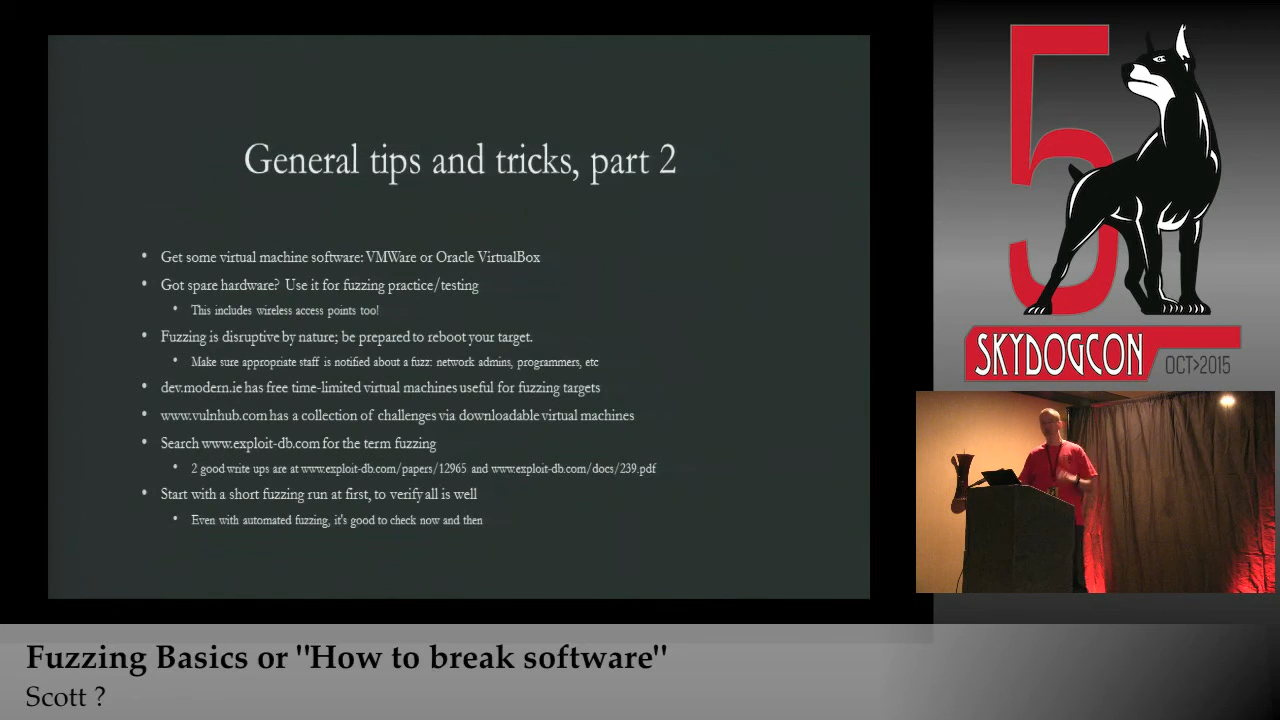 General tips and tricks, part 2
• Get some virtual machine software: VMWare or Oracle VirtualBox
• Got spare hardware? Use it for fuzzing practice/testing
• This includes wireless access points too!
• Fuzzing is disruptive by nature; be prepared to reboot your target.
• Make sure appropriate staff is notified about a fuzz: network admins, programmers, etc
• dev.modern.ie has free time-limited virtual machines useful for fuzzing targets
• www.vulnhub.com has a collection of challenges via downloadable virtual machines
• Search www.exploit-db.com for the term fuzzing
• 2 good write ups are at www.exploit-db.com/papers/12965 and www.exploit-db.com/docs/239.pdf
• Start with a short fuzzing run at first, to verify all is well
• Even with automated fuzzing, it's good to check now and then
5
SKYDOGCON
OCT>2015
Fuzzing Basics or "How to break software"
Scott ?